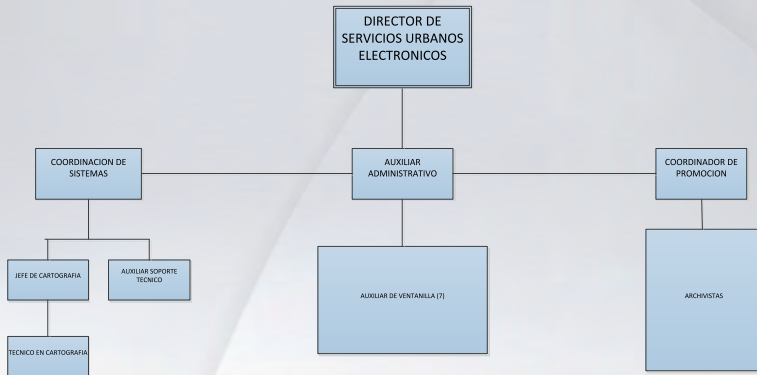 DIRECTOR DE
SERVICIOS URBANOS
ELECTRONICOS
COORDINACION DE
SISTEMAS
AUXILIAR
ADMINISTRATIVO
COORDINADOR DE
PROMOCION
JEFE DE CARTOGRAFIA
AUXILIAR SOPORTE
TECNICO
AUXILIAR DE VENTANILLA (7)
ARCHIVISTAS
TECNICO EN CARTOGRAFIA